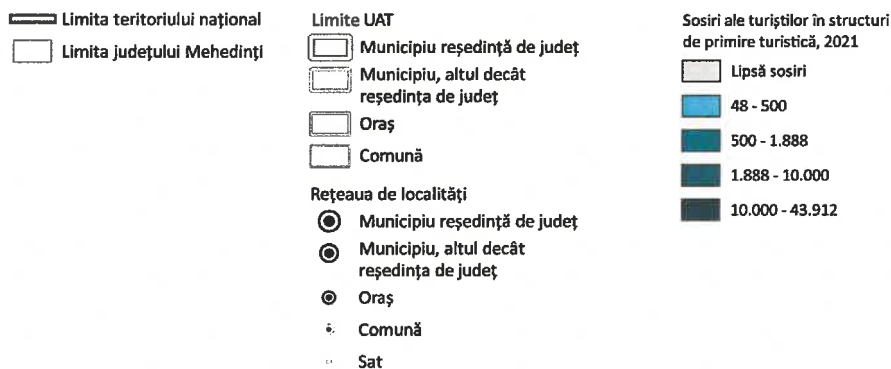 Limita teritoriului național
Limita județului Mehedinți
Limite UAT
Municipiu reședință de județ
Municipiu, altul decât
reședința de județ
Oraș
Comună
Rețeaua de localități
Municipiu reședință de județ
Municipiu, altul decât
reședința de județ
Oraș
Comună
Sat
Sosiri ale turiștilor în structuri
de primire turistică, 2021
Lipsă sosiri
48 - 500
500 - 1.888
1.888 - 10.000
10.000 - 43.912